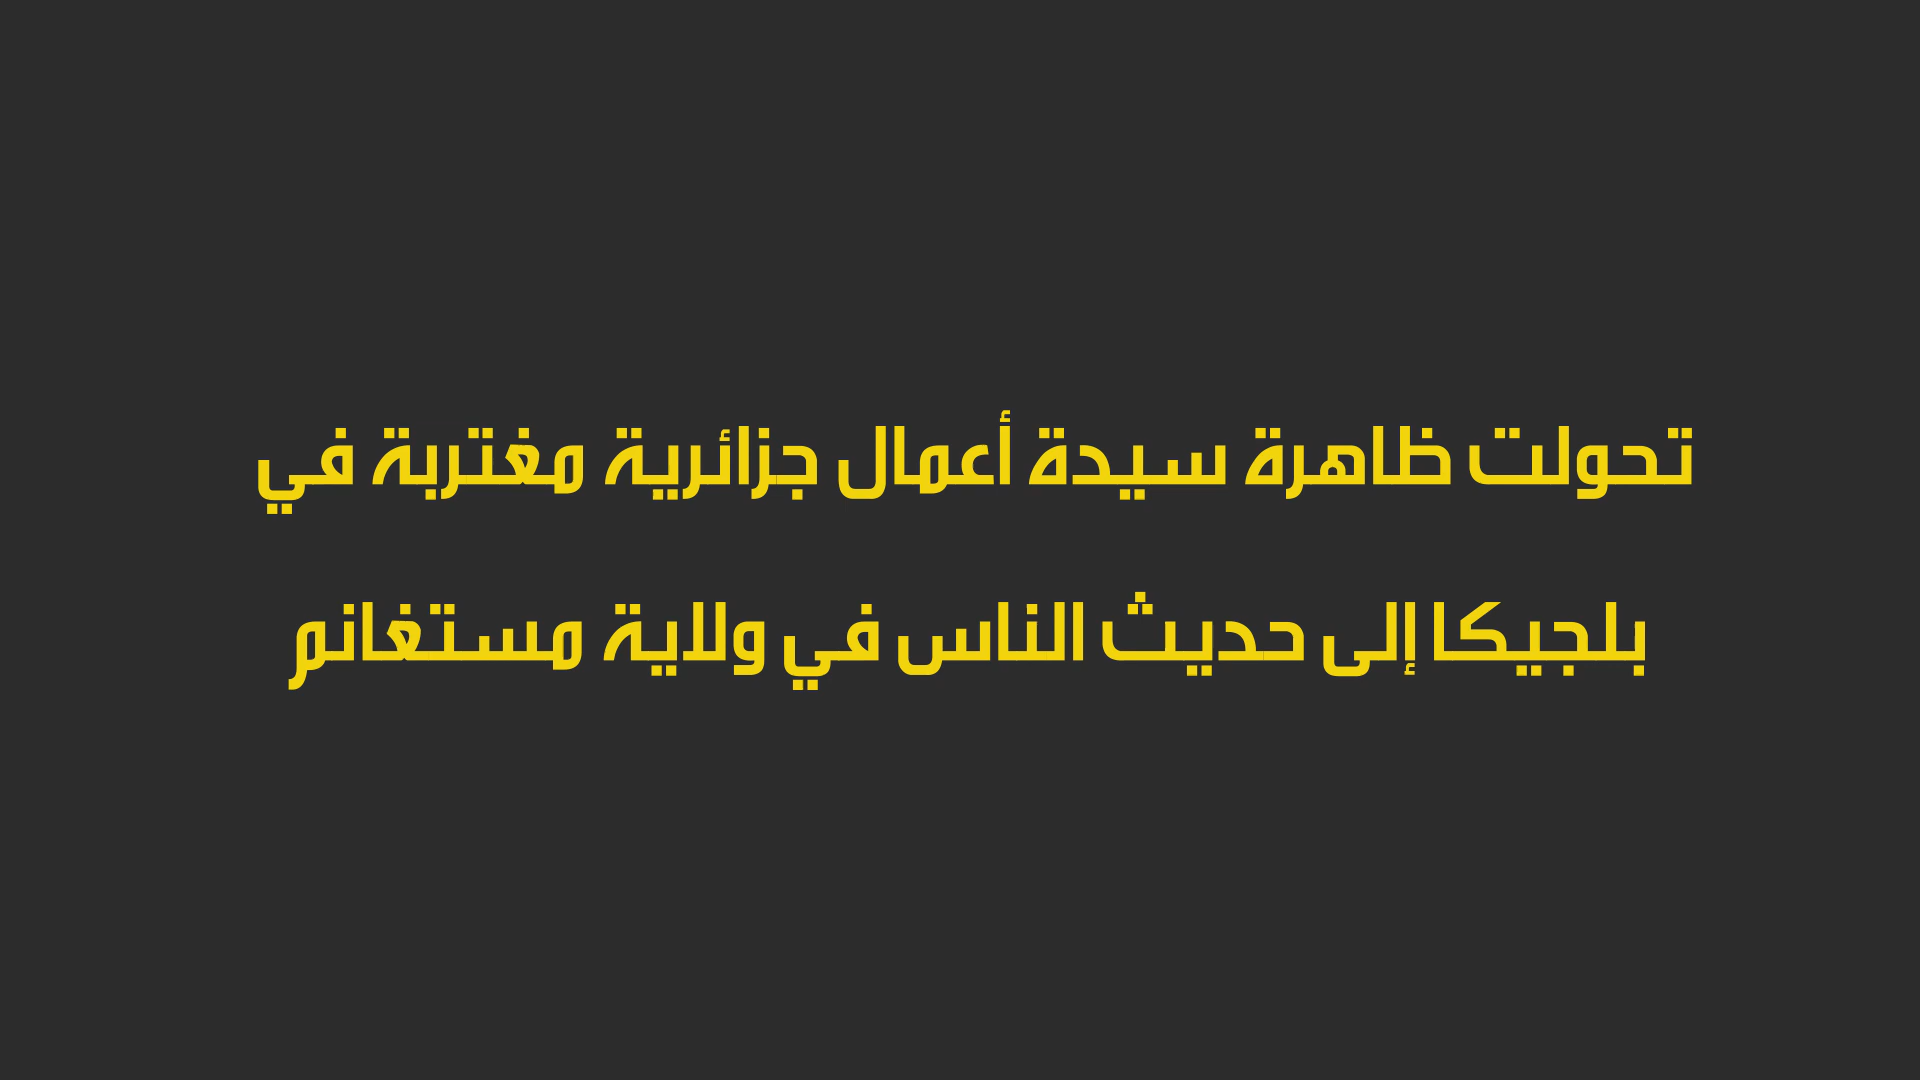 تحولت ظاهرة سيدة أعمال جزائرية مغتربة في
بلجيكا إلى حديث الناس في ولاية مستغانم